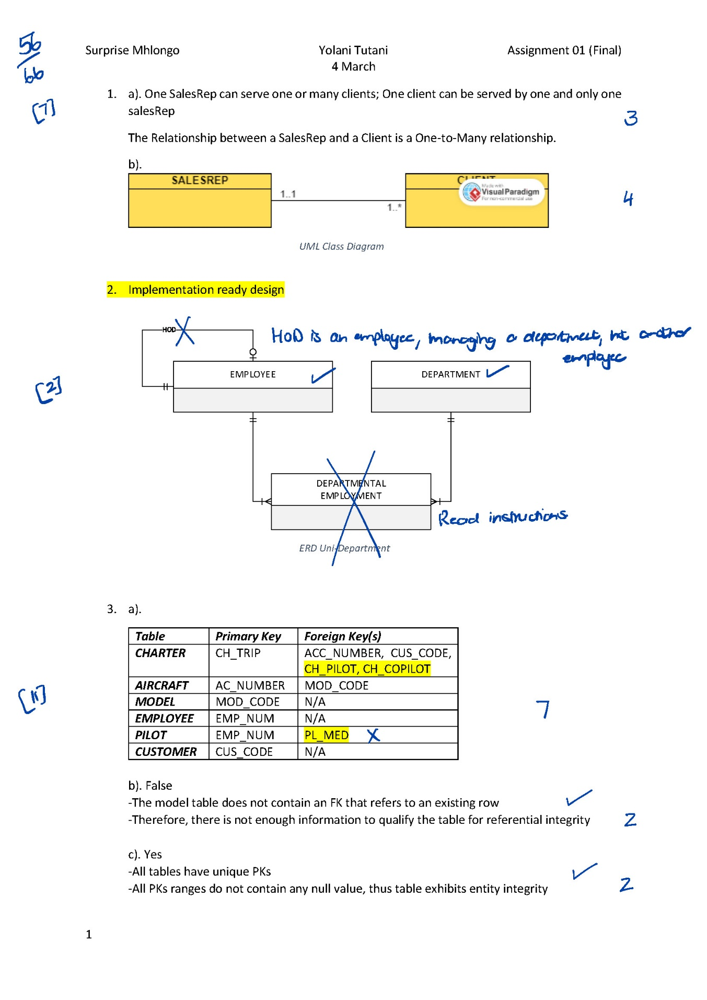 56
66
Surprise Mhlongo Yolani Tutani Assignment 01 (Final)
4 March
[7]
1. a). One SalesRep can serve one or many clients; One client can be served by one and only one
salesRep
3
The Relationship between a SalesRep and a Client is a One-to-Many relationship.
b).
SALESREP
1..1
1..*
Made with
Visual Paradigm
For non-commercial use
4
UML Class Diagram
2. Implementation ready design
HOD
HoD is an employee, managing a department, not another
employee
EMPLOYEE
DEPARTMENT
[2]
DEPARTMENTAL
EMPLOYMENT
Read instructions
ERD Uni-Department
3. a).
Table Primary Key Foreign Key(s)
CHARTER CH_TRIP ACC_NUMBER, CUS_CODE,
CH_PILOT, CH_COPILOT
AIRCRAFT AC_NUMBER MOD_CODE
[11]
MODEL MOD_CODE N/A
7
EMPLOYEE EMP_NUM N/A
PILOT EMP_NUM PL_MED X
CUSTOMER CUS_CODE N/A
b). False
-The model table does not contain an FK that refers to an existing row
-Therefore, there is not enough information to qualify the table for referential integrity 2
c). Yes
-All tables have unique PKs
-All PKs ranges do not contain any null value, thus table exhibits entity integrity 2
1